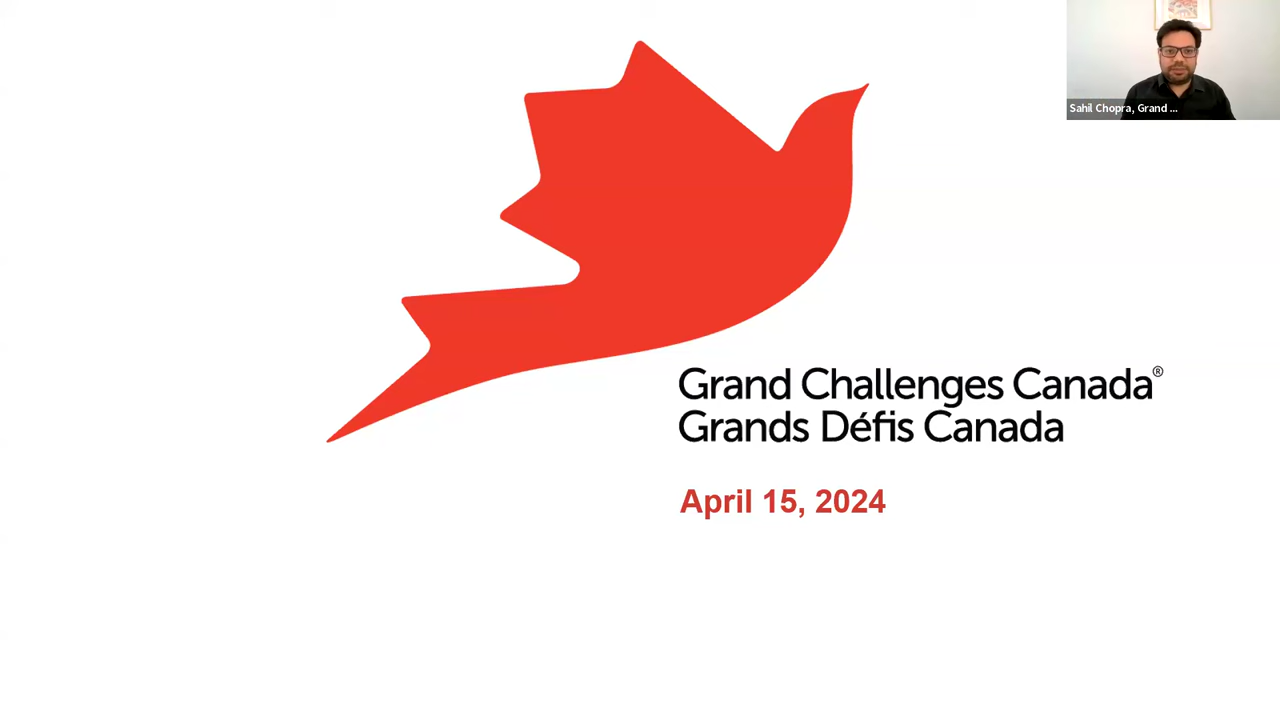 Sahil Chopra, Grand ...
Grand Challenges Canada®
Grands Défis Canada
April 15, 2024